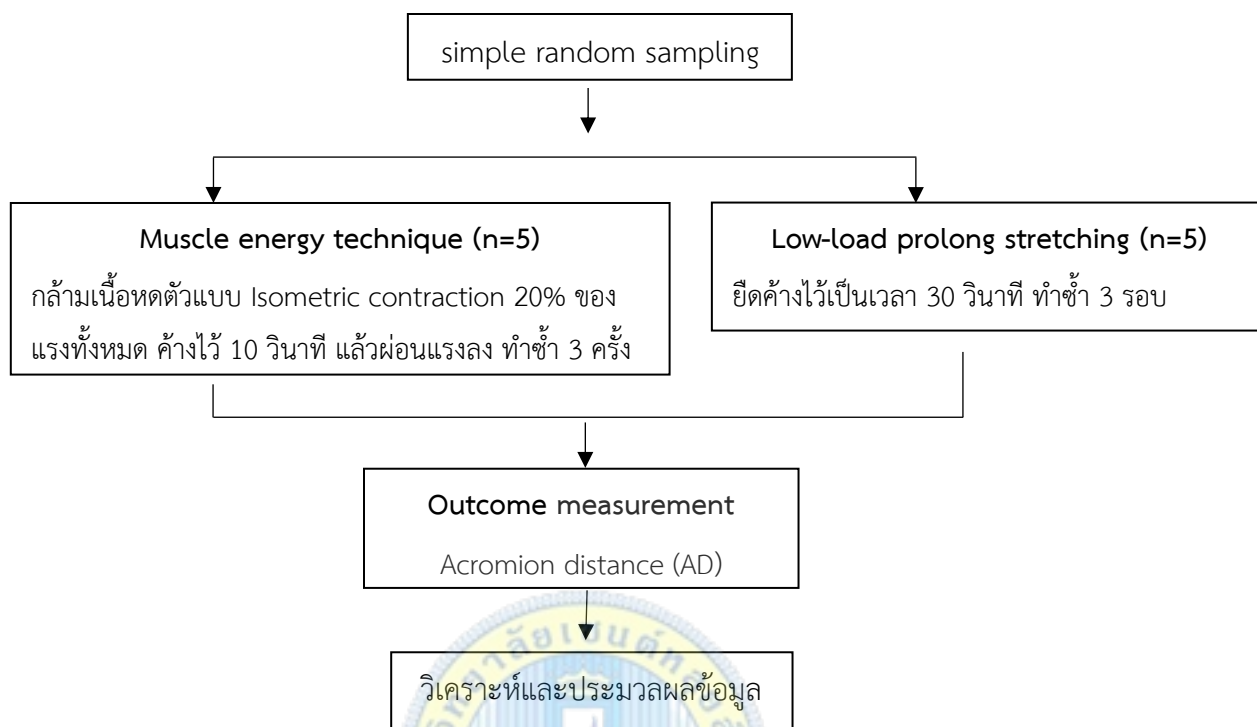 simple random sampling
Muscle energy technique (n=5)
กล้ามเนื้อหดตัวแบบ Isometric contraction 20% ของ
แรงทั้งหมด ค้างไว้ 10 วินาที แล้วผ่อนแรงลง ทำซ้ำ 3 ครั้ง
Low-load prolong stretching (n=5)
ยืดค้างไว้เป็นเวลา 30 วินาที ทำซ้ำ 3 รอบ
Outcome measurement
Acromion distance (AD)
วิเคราะห์และประมวลผลข้อมูล